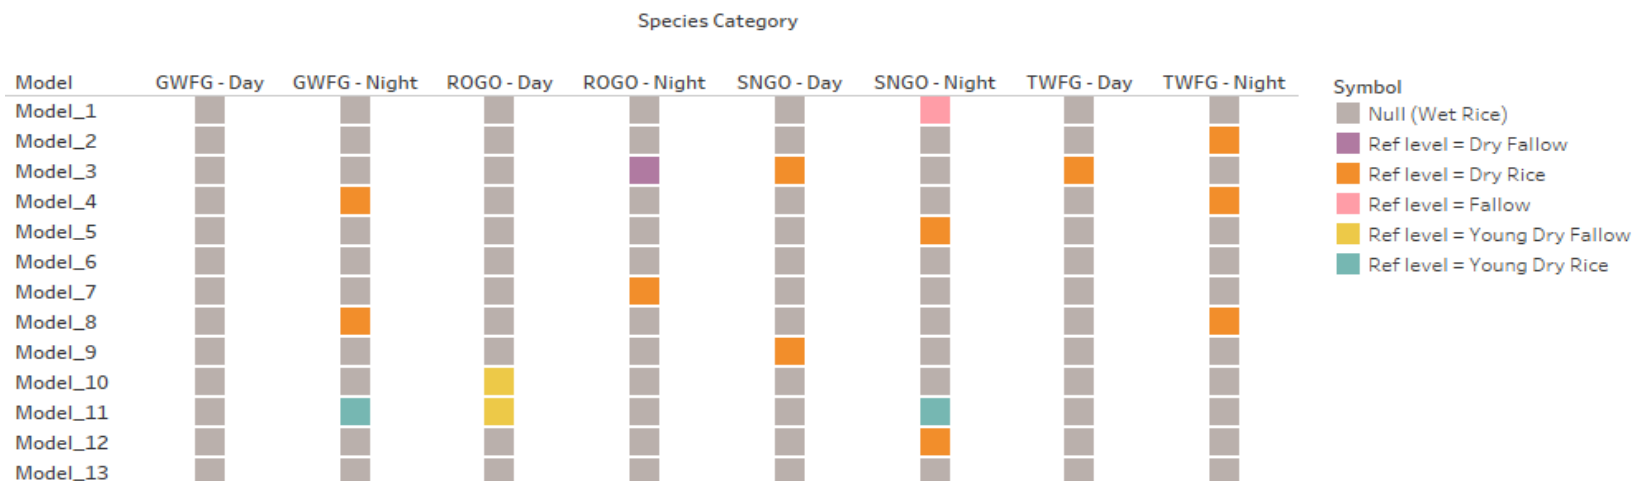 Species Category
Model GWFG - Day GWFG - Night ROGO - Day ROGO - Night SNGO - Day SNGO - Night TWFG - Day TWFG - Night
Model_1
Model_2
Model_3
Model_4
Model_5
Model_6
Model_7
Model_8
Model_9
Model_10
Model_11
Model_12
Model_13
Symbol
Null (Wet Rice)
Ref level = Dry Fallow
Ref level = Dry Rice
Ref level = Fallow
Ref level = Young Dry Fallow
Ref level = Young Dry Rice